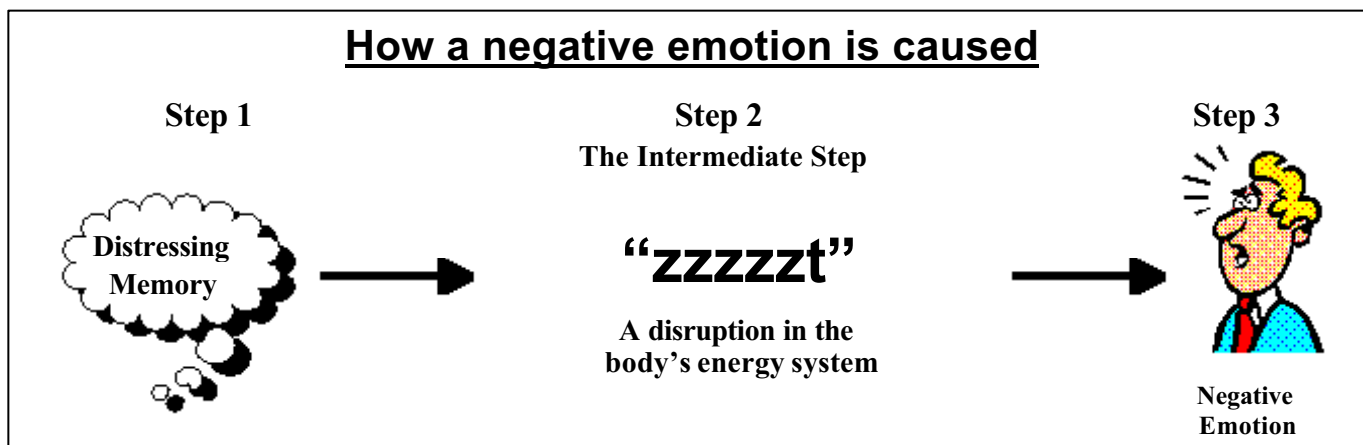 How a negative emotion is caused
Step 1
Step 2
Step 3
The Intermediate Step
Distressing
Memory
“zzzzzt”
A disruption in the
body’s energy system
Negative
Emotion